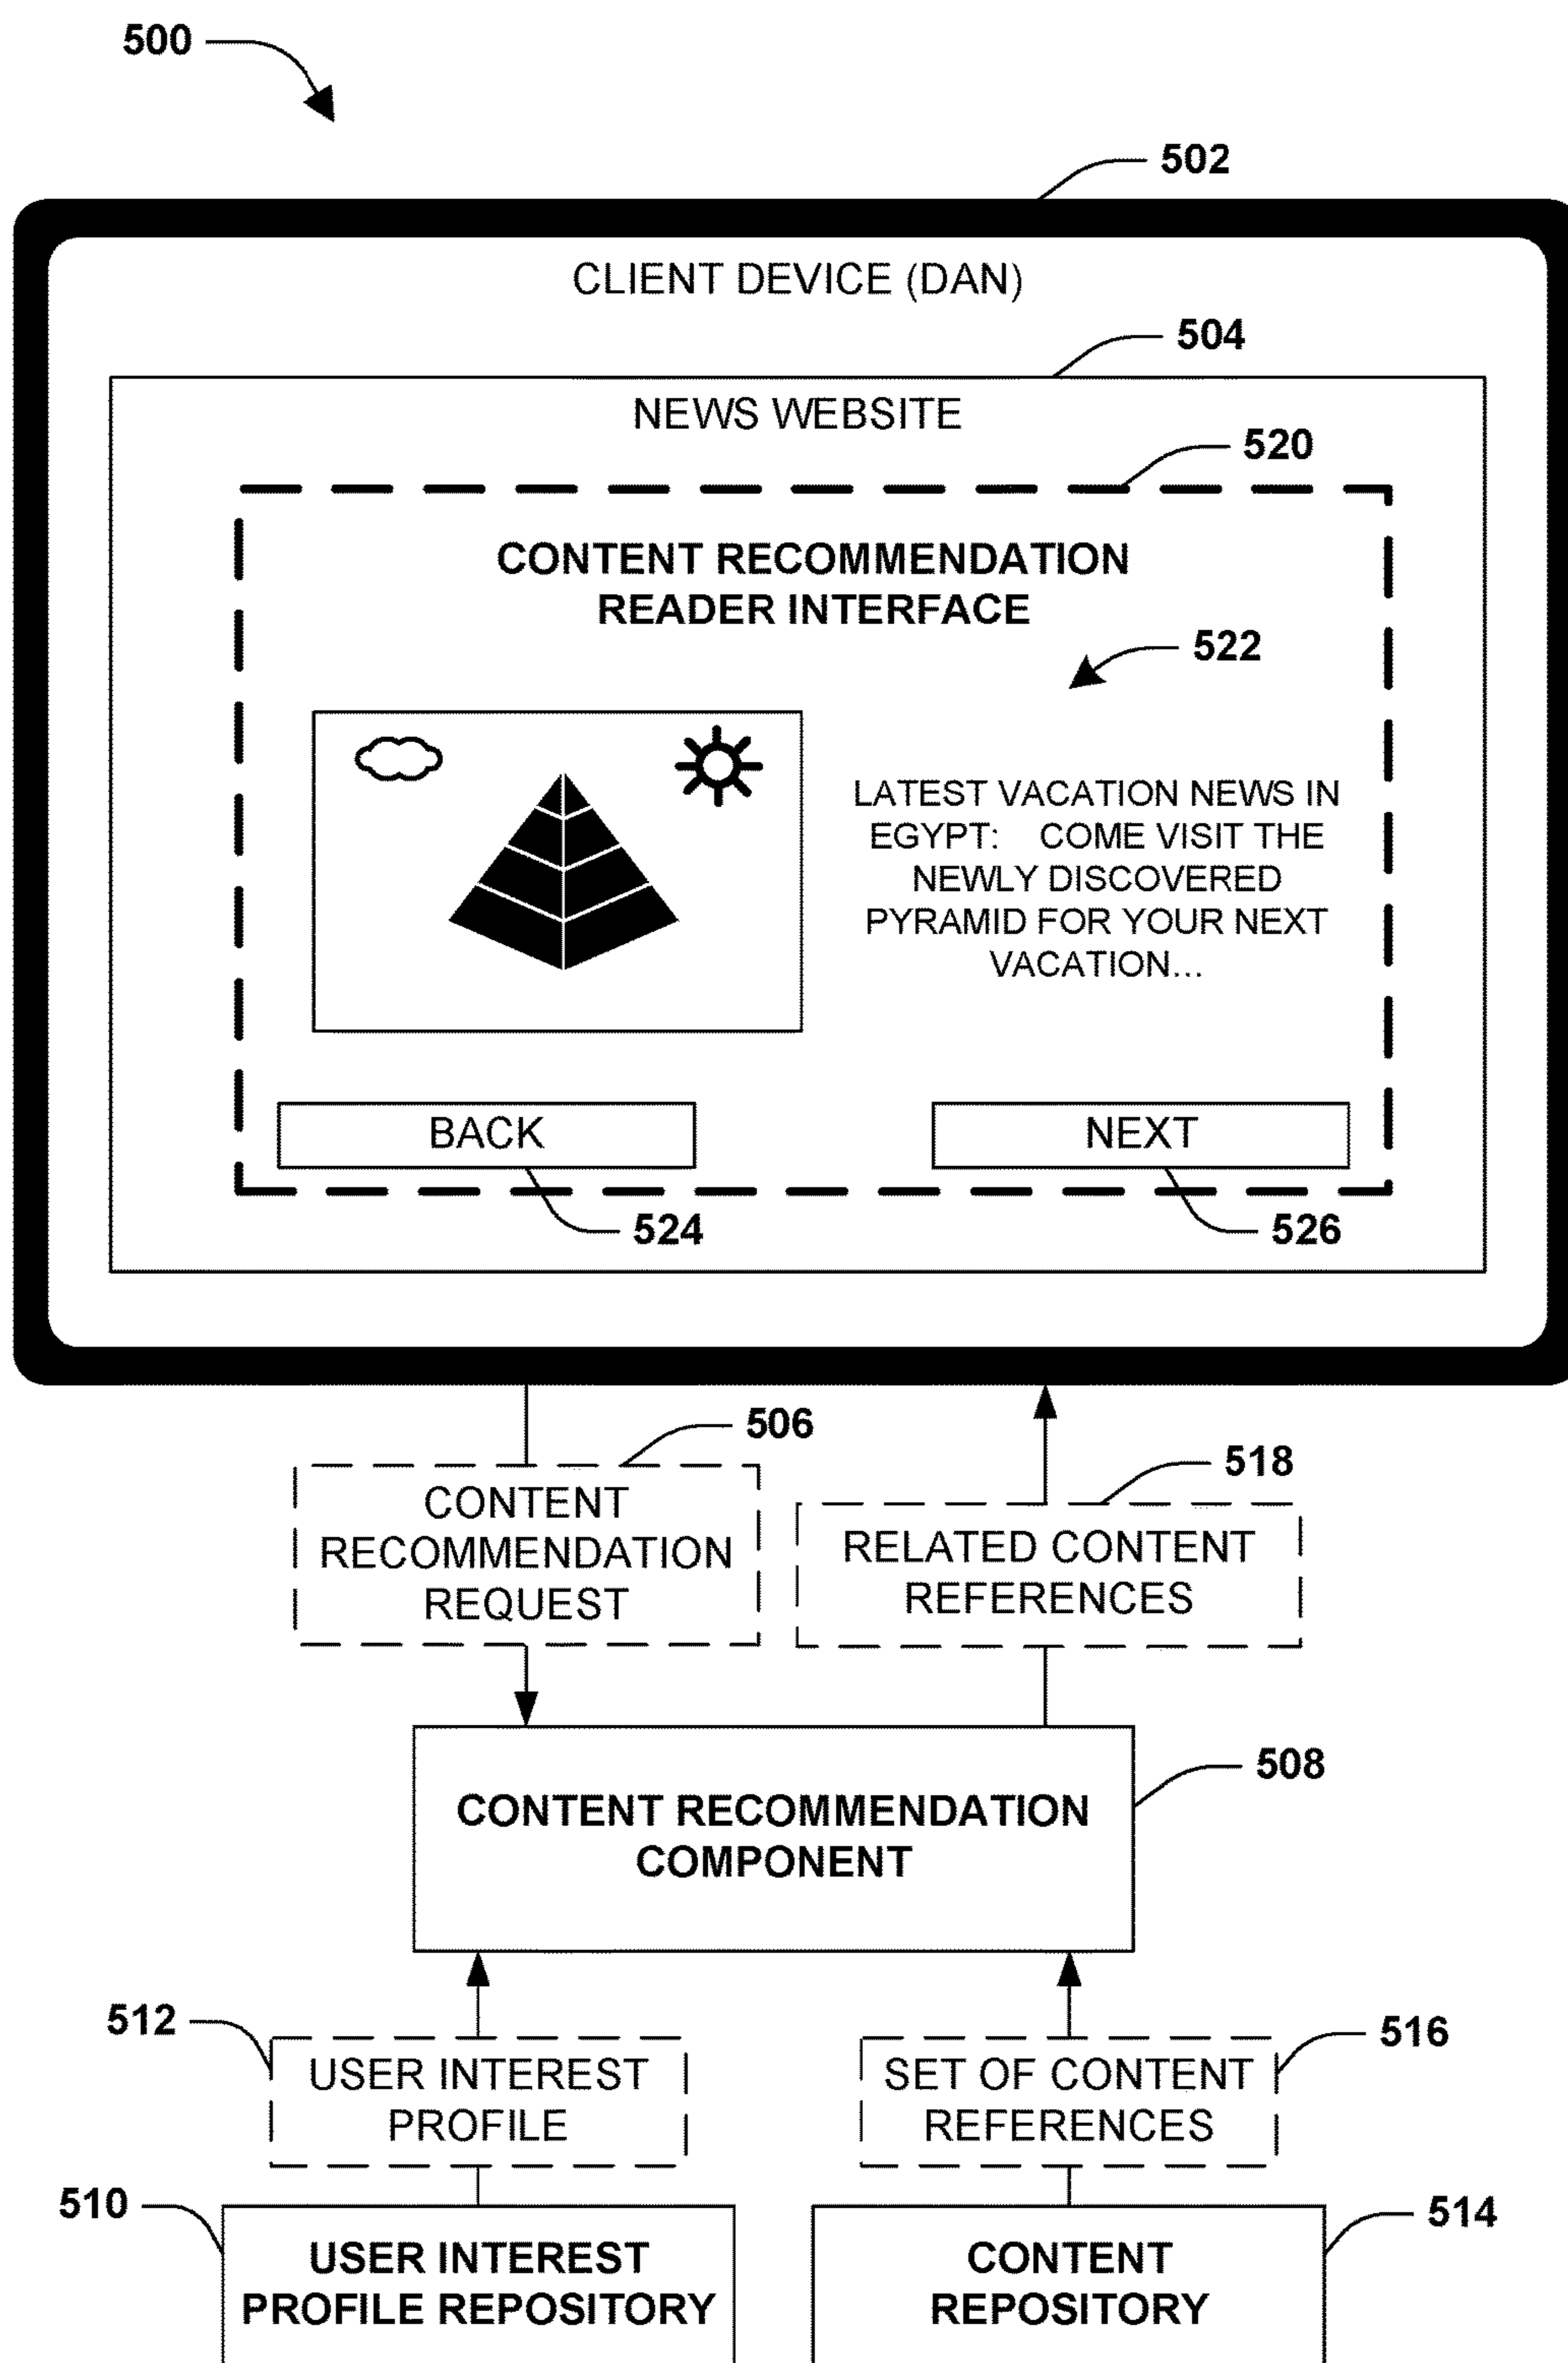 500
502
CLIENT DEVICE (DAN)
504
NEWS WEBSITE
520
CONTENT RECOMMENDATION
READER INTERFACE
522
LATEST VACATION NEWS IN
EGYPT: COME VISIT THE
NEWLY DISCOVERED
PYRAMID FOR YOUR NEXT
VACATION...
BACK
NEXT
524
526
506
CONTENT
RECOMMENDATION
REQUEST
518
RELATED CONTENT
REFERENCES
508
CONTENT RECOMMENDATION
COMPONENT
512
USER INTEREST
PROFILE
516
SET OF CONTENT
REFERENCES
510
USER INTEREST
PROFILE REPOSITORY
514
CONTENT
REPOSITORY